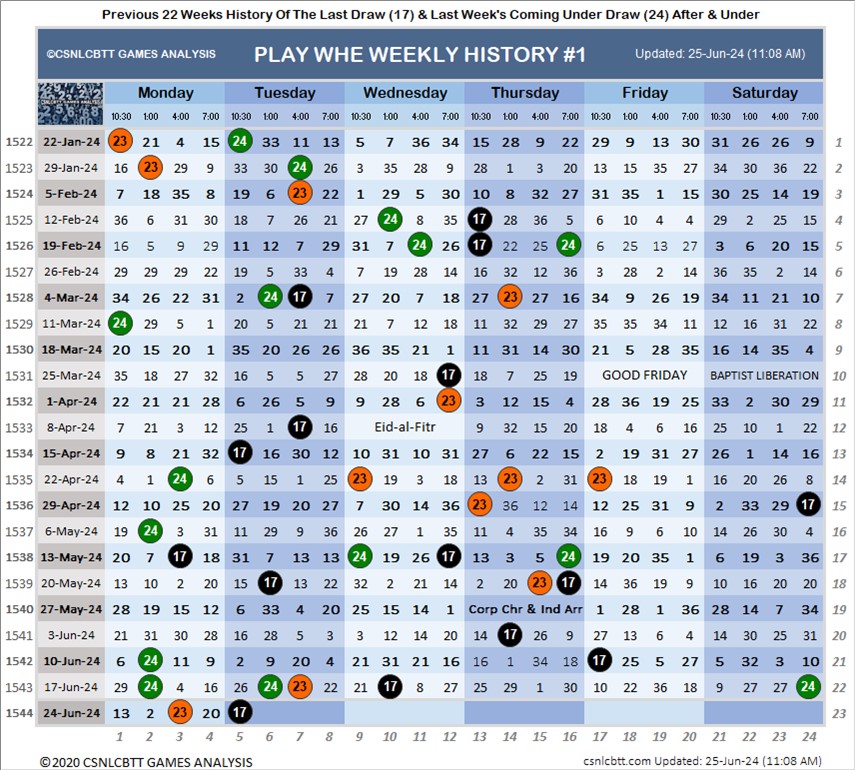 Previous 22 Weeks History Of The Last Draw (17) & Last Week's Coming Under Draw (24) After & Under
©CSNLCBTT GAMES ANALYSIS PLAY WHE WEEKLY HISTORY #1 Updated: 25-Jun-24 (11:08 AM)
CSNLCBTT GAMES ANALYSIS Monday Tuesday Wednesday Thursday Friday Saturday
10:30 1:00 4:00 7:00 10:30 1:00 4:00 7:00 10:30 1:00 4:00 7:00 10:30 1:00 4:00 7:00 10:30 1:00 4:00 7:00 10:30 1:00 4:00 7:00
1522 22-Jan-24 23 21 4 15 24 33 11 13 5 7 36 34 15 28 9 22 29 9 13 30 31 26 26 9 1
1523 29-Jan-24 16 23 29 9 33 30 24 26 3 35 28 9 28 1 3 20 13 15 35 27 34 30 36 22 2
1524 5-Feb-24 7 18 35 8 19 6 23 22 1 29 5 30 10 8 32 27 31 35 1 15 30 25 14 19 3
1525 12-Feb-24 36 6 31 30 18 7 26 21 27 24 8 35 17 28 36 5 6 10 4 4 29 2 25 15 4
1526 19-Feb-24 16 5 9 29 11 12 7 29 31 7 24 26 17 22 25 24 6 25 13 27 3 6 20 15 5
1527 26-Feb-24 29 29 22 22 19 5 33 4 7 19 28 14 16 32 12 36 3 28 2 14 36 35 2 14 6
1528 4-Mar-24 34 26 22 31 2 24 17 7 27 20 7 18 27 23 27 16 34 9 26 19 34 11 21 10 7
1529 11-Mar-24 24 29 5 1 20 5 21 21 21 7 12 18 11 32 29 27 35 35 34 11 12 16 31 22 8
1530 18-Mar-24 20 15 20 1 35 20 26 26 36 35 21 1 11 31 14 30 21 5 28 35 16 14 35 4 9
1531 25-Mar-24 35 18 27 32 16 5 5 27 28 20 18 17 18 7 25 19 GOOD FRIDAY BAPTIST LIBERATION 10
1532 1-Apr-24 22 21 22 28 6 26 5 9 9 28 6 23 3 12 15 4 28 36 19 25 33 2 30 29 11
1533 8-Apr-24 7 21 3 12 25 1 17 16 Eid-al-Fitr 9 32 15 20 18 4 6 16 25 10 1 22 12
1534 15-Apr-24 9 8 21 32 17 16 30 12 10 31 10 31 27 6 22 15 2 19 31 27 26 1 14 16 13
1535 22-Apr-24 4 1 24 6 5 15 1 25 23 19 3 18 13 23 2 31 23 18 19 1 16 20 26 8 14
1536 29-Apr-24 12 10 25 20 27 19 20 27 7 30 14 36 23 36 12 14 12 25 31 9 2 33 29 17 15
1537 6-May-24 19 24 3 31 11 29 9 36 26 27 1 35 11 4 35 34 16 9 6 10 14 26 30 4 16
1538 13-May-24 20 7 17 18 31 7 13 13 24 19 26 17 13 3 5 24 19 20 35 1 6 19 3 36 17
1539 20-May-24 13 10 2 20 15 17 13 22 32 2 21 14 2 20 23 17 14 36 19 9 10 16 20 20 18
1540 27-May-24 28 19 15 12 6 33 4 20 25 15 14 1 Corp Chr & Ind Arr 1 28 1 36 28 14 7 34 19
1541 3-Jun-24 21 31 30 28 16 28 5 3 3 12 14 20 14 17 26 9 27 13 6 4 14 30 25 31 20
1542 10-Jun-24 6 24 11 9 2 9 20 4 21 31 21 16 16 1 34 18 17 25 5 27 5 32 3 10 21
1543 17-Jun-24 29 24 4 16 26 24 23 22 21 17 8 27 25 29 1 30 10 22 36 18 9 27 27 24 22
1544 24-Jun-24 13 2 23 20 17 23
1 2 3 4 5 6 7 8 9 10 11 12 13 14 15 16 17 18 19 20 21 22 23 24
©2020 CSNLCBTT GAMES ANALYSIS csnlcbtt.com Updated: 25-Jun-24 (11:08 AM)